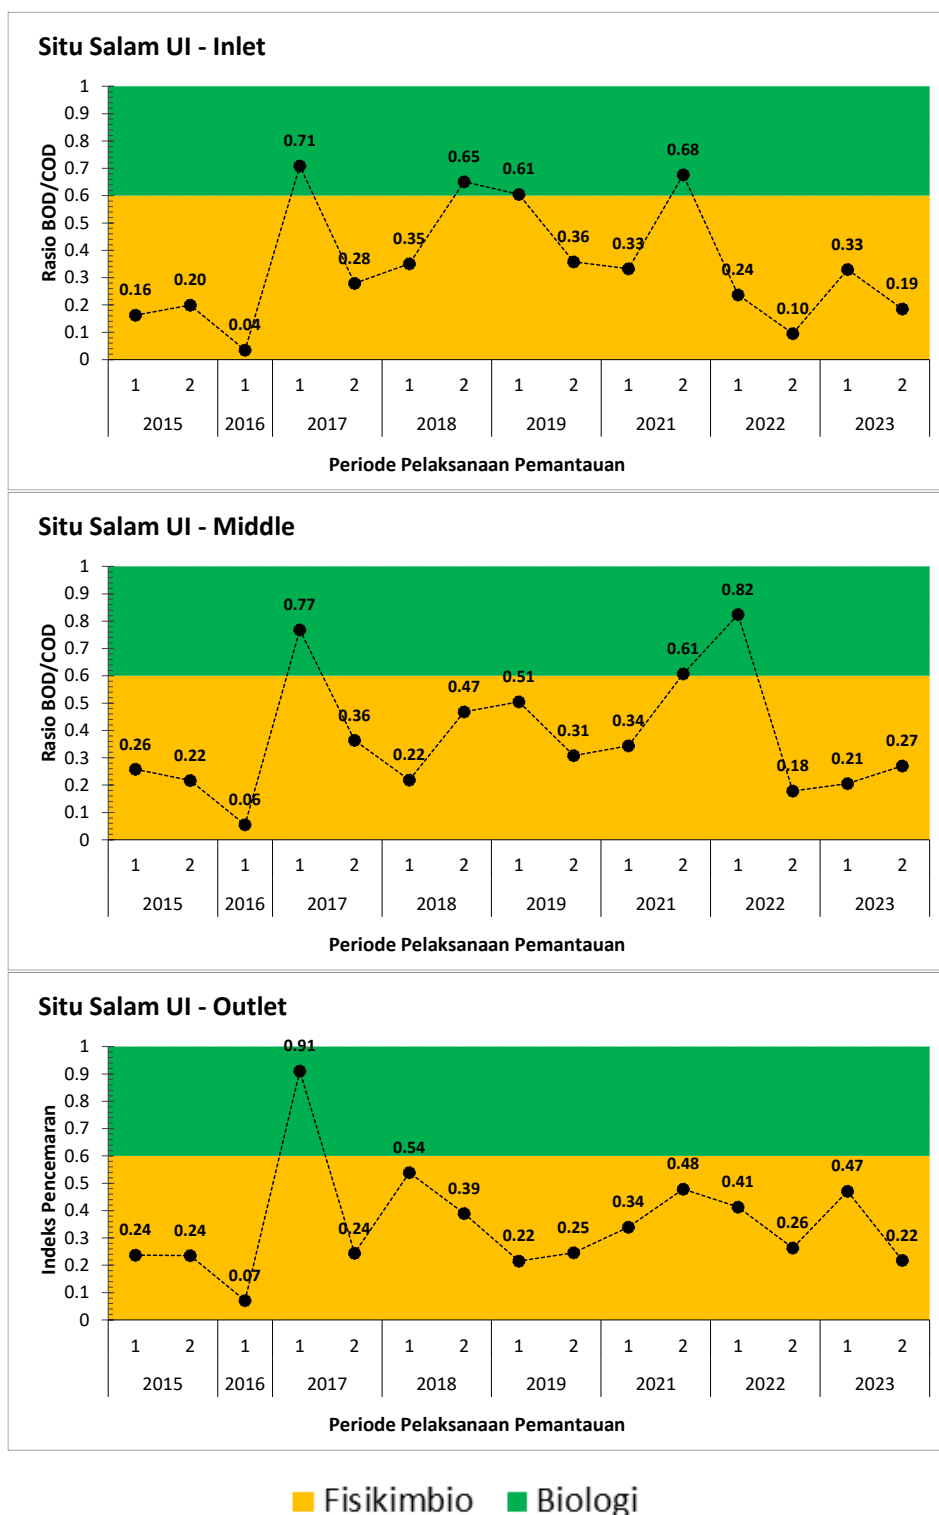 Situ Salam UI - Inlet
Rasio BOD/COD
1
0.9
0.8
0.7
0.6
0.5
0.4
0.3
0.2
0.1
0
0.16 0.20 0.04 0.71 0.28 0.35 0.65 0.61 0.36 0.33 0.68 0.24 0.10 0.33 0.19
1 2 1 1 2 1 2 1 2 1 2 1 2 1 2
2015 2016 2017 2018 2019 2021 2022 2023
Periode Pelaksanaan Pemantauan
Situ Salam UI - Middle
Rasio BOD/COD
1
0.9
0.8
0.7
0.6
0.5
0.4
0.3
0.2
0.1
0
0.26 0.22 0.06 0.77 0.36 0.22 0.47 0.51 0.31 0.34 0.61 0.82 0.18 0.21 0.27
1 2 1 1 2 1 2 1 2 1 2 1 2 1 2
2015 2016 2017 2018 2019 2021 2022 2023
Periode Pelaksanaan Pemantauan
Situ Salam UI - Outlet
Indeks Pencemaran
1
0.9
0.8
0.7
0.6
0.5
0.4
0.3
0.2
0.1
0
0.24 0.24 0.07 0.91 0.24 0.54 0.39 0.22 0.25 0.34 0.48 0.41 0.26 0.47 0.22
1 2 1 1 2 1 2 1 2 1 2 1 2 1 2
2015 2016 2017 2018 2019 2021 2022 2023
Periode Pelaksanaan Pemantauan
Fisikimbio Biologi